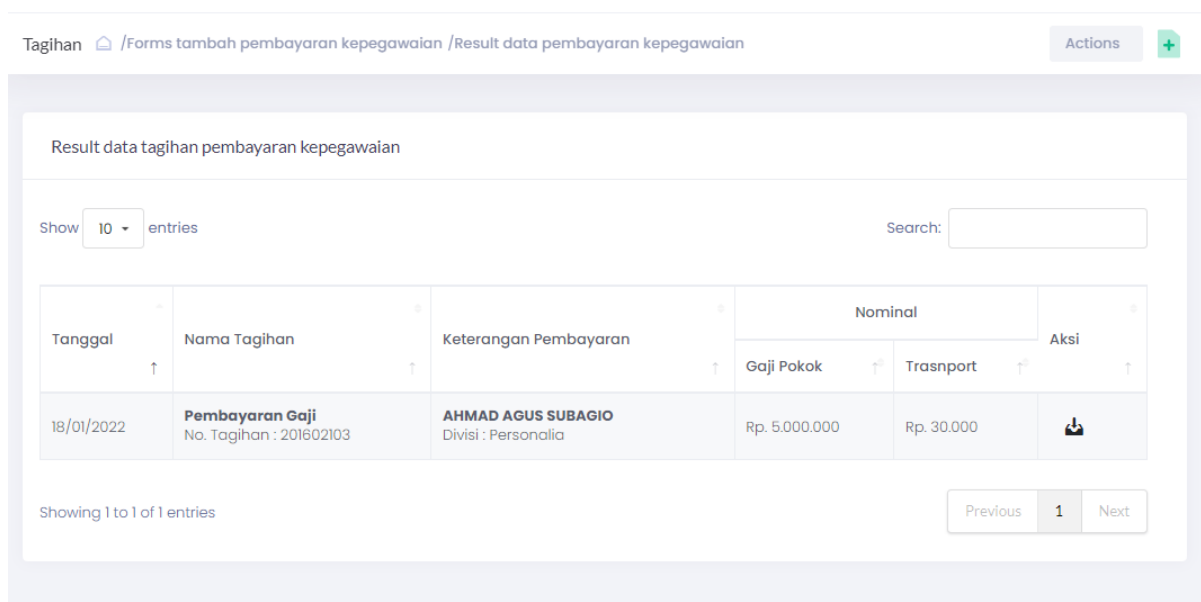 Tagihan /Forms tambah pembayaran kepegawaian /Result data pembayaran kepegawaian Actions
Result data tagihan pembayaran kepegawaian
Show 10 entries Search:
Nominal
Tanggal Nama Tagihan Keterangan Pembayaran Aksi
Gaji Pokok Trasnport
18/01/2022 Pembayaran Gaji AHMAD AGUS SUBAGIO Rp. 5.000.000 Rp. 30.000
No. Tagihan : 201602103 Divisi : Personalia
Showing 1 to 1 of 1 entries Previous 1 Next